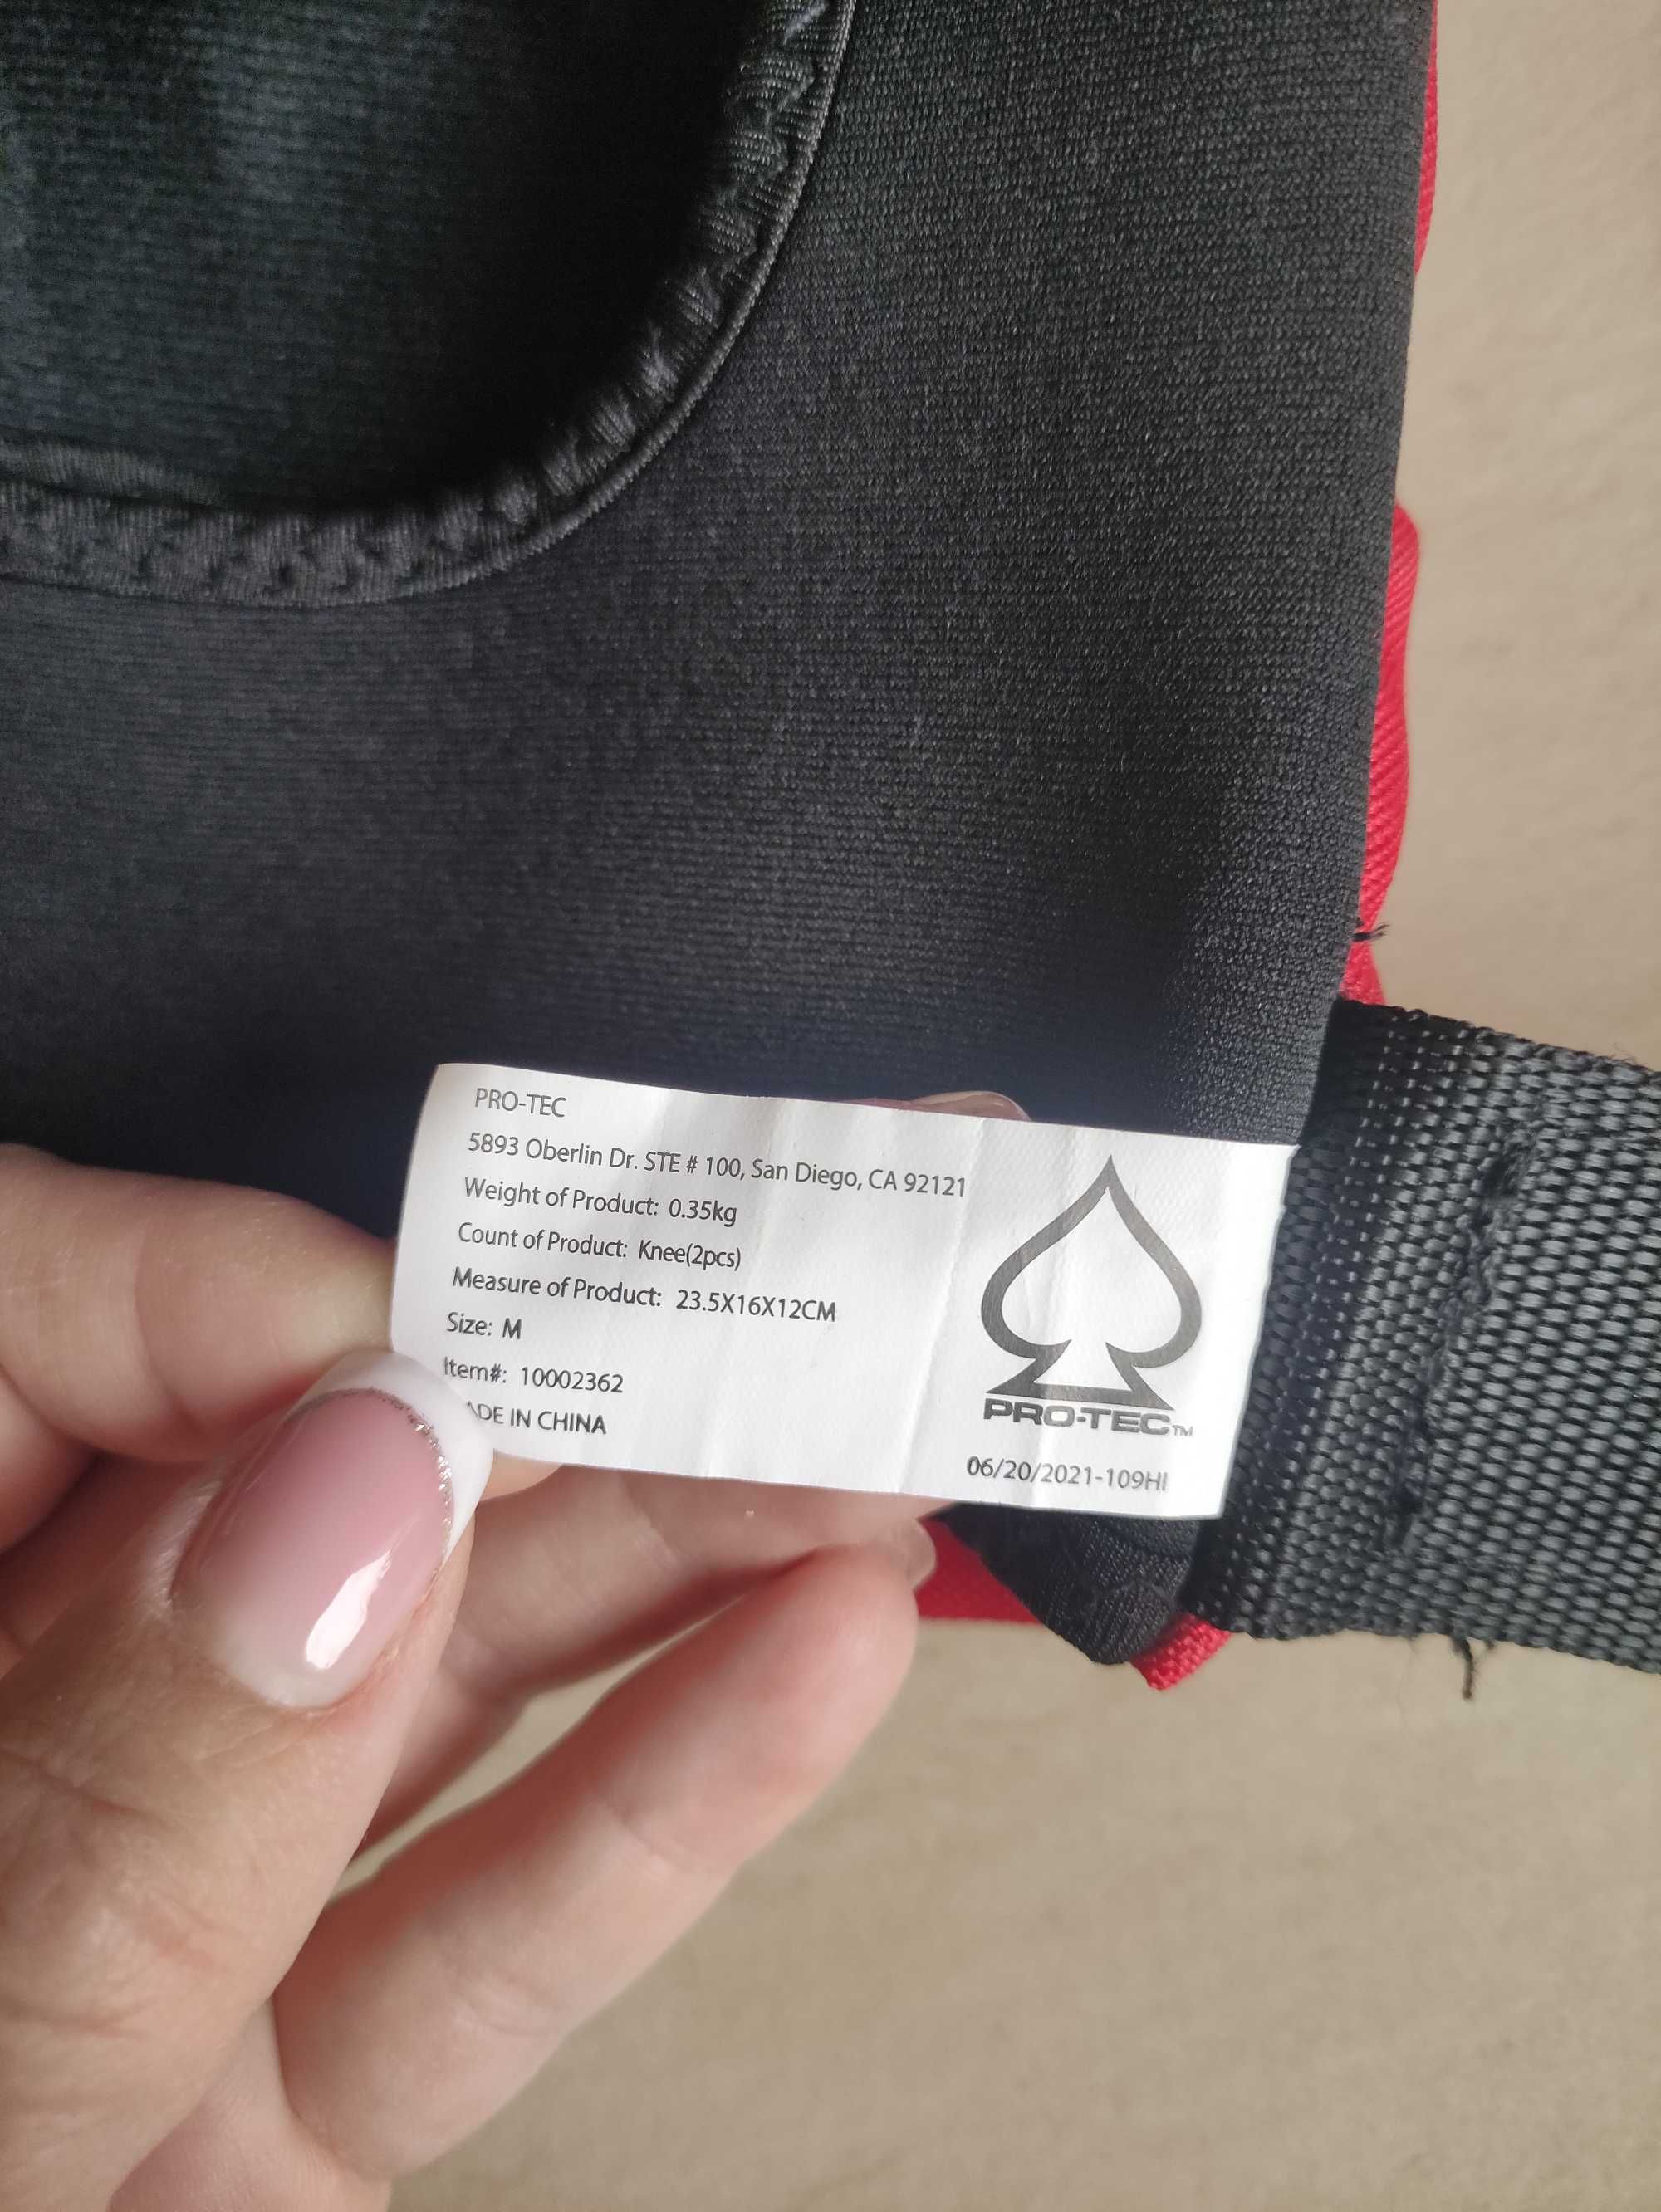 PRO-TEC
5893 Oberlin Dr. STE # 100, San Diego, CA 92121
Weight of Product: 0.35kg
Count of Product: Knee(2pcs)
Measure of Product: 23.5X16X12CM
Size: M
Item#: 10002362
ADE IN CHINA
PRO-TEC™
06/20/2021-109HI